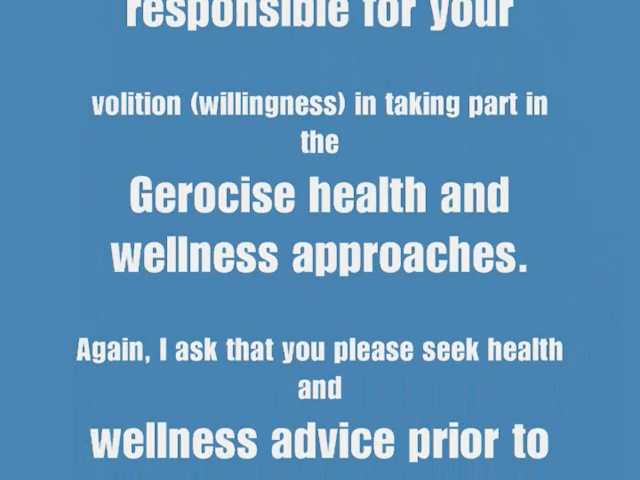 responsible for your
volition (willingness) in taking part in
the
Gerocise health and
wellness approaches.
Again, I ask that you please seek health
and
wellness advice prior to